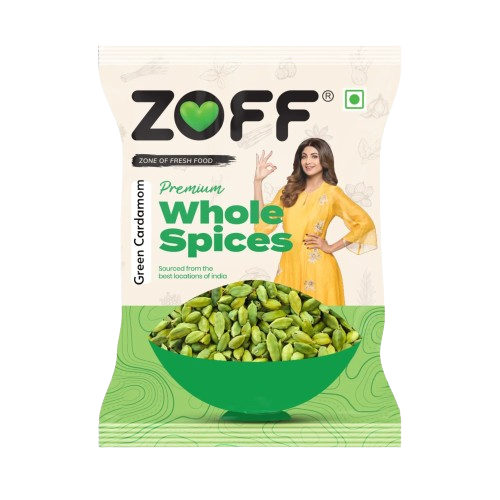 ZOFF®
ZONE OF FRESH FOOD
Premium
Whole
Spices
Sourced from the
best locations of india
Green Cardamom